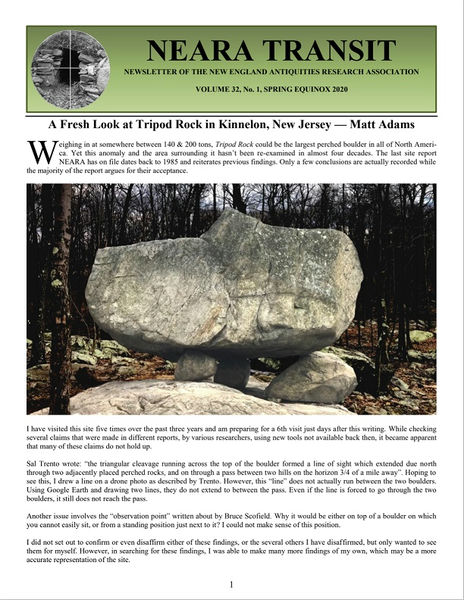 NEARA TRANSIT
NEWSLETTER OF THE NEW ENGLAND ANTIQUITIES RESEARCH ASSOCIATION
VOLUME 32, No. 1, SPRING EQUINOX 2020
A Fresh Look at Tripod Rock in Kinnelon, New Jersey — Matt Adams
Weighing in at somewhere between 140 & 200 tons, Tripod Rock could be the largest perched boulder in all of North Ameri-
ca. Yet this anomaly and the area surrounding it hasn't been re-examined in almost four decades. The last site report
NEARA has on file dates back to 1985 and reiterates previous findings. Only a few conclusions are actually recorded while
the majority of the report argues for their acceptance.
I have visited this site five times over the past three years and am preparing for a 6th visit just days after this writing. While checking
several claims that were made in different reports, by various researchers, using new tools not available back then, it became apparent
that many of these claims do not hold up.
Sal Trento wrote: “the triangular cleavage running across the top of the boulder formed a line of sight which extended due north
through two adjacently placed perched rocks, and on through a pass between two hills on the horizon 3/4 of a mile away”. Hoping to
see this, I drew a line on a drone photo as described by Trento. However, this “line” does not actually run between the two boulders.
Using Google Earth and drawing two lines, they do not extend to between the pass. Even if the line is forced to go through the two
boulders, it still does not reach the pass.
Another issue involves the “observation point” written about by Bruce Scofield. Why it would be either on top of a boulder on which
you cannot easily sit, or from a standing position just next to it? I could not make sense of this position.
I did not set out to confirm or even disaffirm either of these findings, or the several others I have disaffirmed, but only wanted to see
them for myself. However, in searching for these findings, I was able to make many more findings of my own, which may be a more
accurate representation of the site.
1